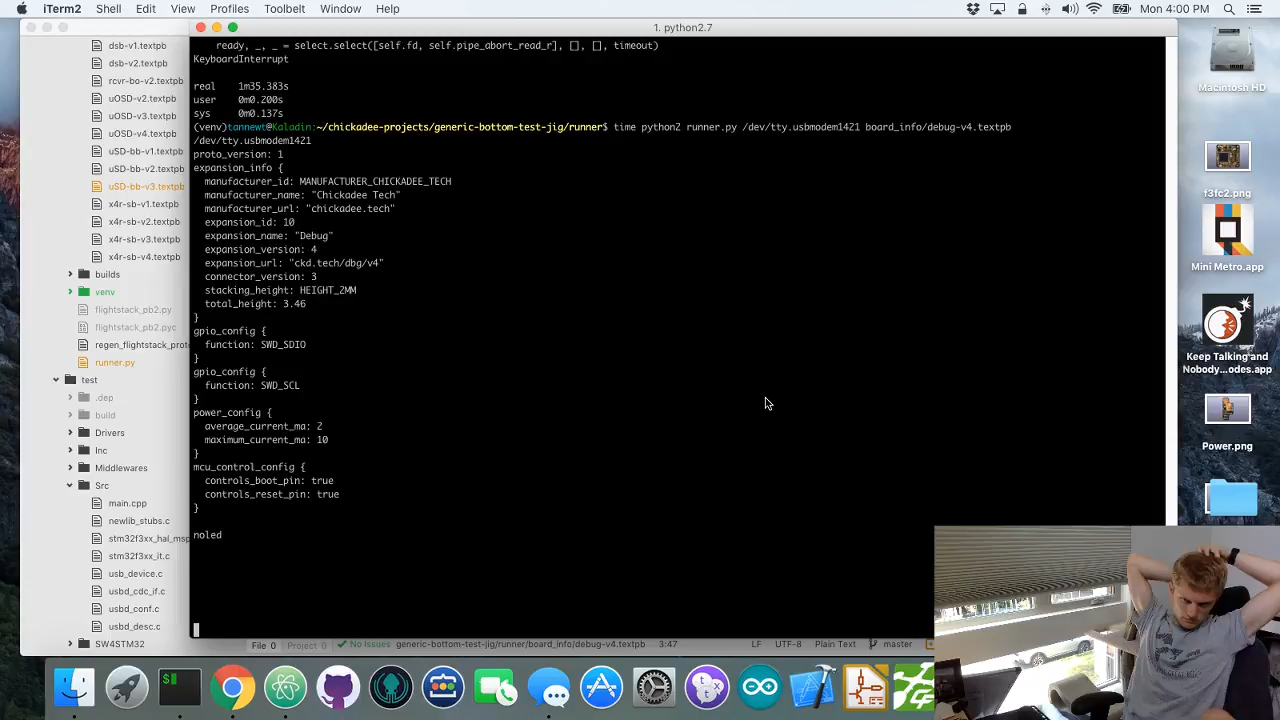 iTerm2 Shell Edit View Profiles Toolbelt Window Help
Mon 4:00 PM
1. python2.7
dsb-v1.textpb
dsb-v2.textpb
rcvr-bo-v2.textpb
uOSD-v2.textpb
uOSD-v3.textpb
uOSD-v4.textpb
uSD-bb-v1.textpb
uSD-bb-v2.textpb
uSD-bb-v3.textpb
x4r-sb-v1.textpb
x4r-sb-v2.textpb
x4r-sb-v3.textpb
x4r-sb-v4.textpb
builds
venv
flightstack_pb2.py
flightstack_pb2.pyc
regen_flightstack_proto
runner.py
test
.dep
build
Drivers
Inc
Middlewares
Src
main.cpp
newlib_stubs.c
stm32f3xx_hal_msp
stm32f3xx_it.c
usb_device.c
usbd_cdc_if.c
usbd_conf.c
usbd_desc.c
SW4STM32
ready, _, _ = select.select([self.fd, self.pipe_abort_read_r], [], [], timeout)
KeyboardInterrupt
real 1m35.383s
user 0m0.200s
sys 0m0.137s
(venv)tannewt@Kaladin:~/chickadee-projects/generic-bottom-test-jig/runner$ time python2 runner.py /dev/tty.usbmodem1421 board_info/debug-v4.textpb
/dev/tty.usbmodem1421
proto_version: 1
expansion_info {
manufacturer_id: MANUFACTURER_CHICKADEE_TECH
manufacturer_name: "Chickadee Tech"
manufacturer_url: "chickadee.tech"
expansion_id: 10
expansion_name: "Debug"
expansion_version: 4
expansion_url: "ckd.tech/dbg/v4"
connector_version: 3
stacking_height: HEIGHT_2MM
total_height: 3.46
}
gpio_config {
function: SWD_SDIO
}
gpio_config {
function: SWD_SCL
}
power_config {
average_current_ma: 2
maximum_current_ma: 10
}
mcu_control_config {
controls_boot_pin: true
controls_reset_pin: true
}
noled
File 0 Project 0 No Issues generic-bottom-test-jig/runner/board_info/debug-v4.textpb 3:47 LF UTF-8 Plain Text master
Macintosh HD
f3fc2.png
Mini Metro.app
Keep Talking and
Nobody...odes.app
Power.png